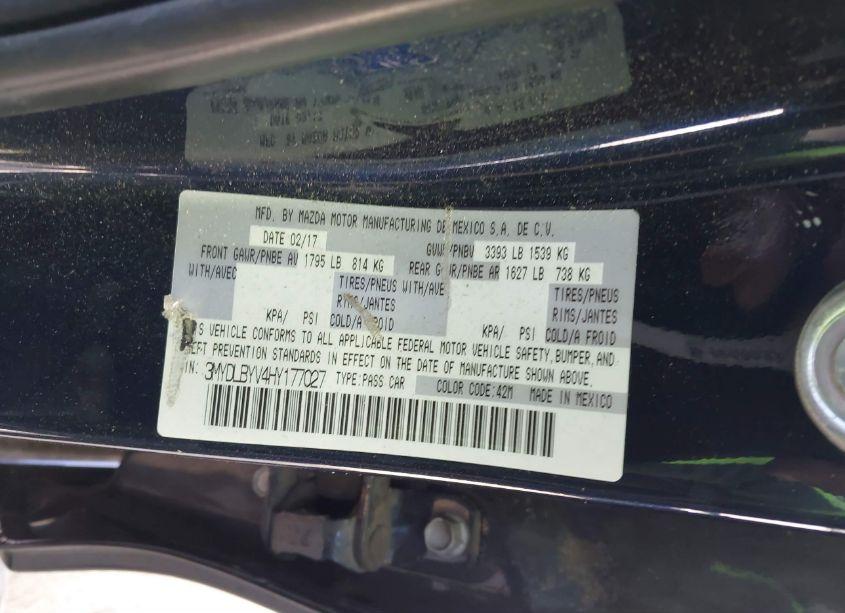 MFD. BY MAZDA MOTOR MANUFACTURING DE MEXICO S.A. DE C.V.
DATE 02/17 GVWR/PNBV 3393 LB 1539 KG
FRONT GAWR/PNBE AV 1795 LB 814 KG REAR GAWR/PNBE AR 1627 LB 738 KG
WITH/AVEC TIRES/PNEUS WITH/AVE TIRES/PNEUS
RIMS/JANTES RIMS/JANTES
KPA/ PSI COLD/A FROID KPA/ PSI COLD/A FROID
S VEHICLE CONFORMS TO ALL APPLICABLE FEDERAL MOTOR VEHICLE SAFETY, BUMPER, AND
EFT PREVENTION STANDARDS IN EFFECT ON THE DATE OF MANUFACTURE SHOWN ABOVE.
IN: 3MYDLBYV4HY177027 TYPE:PASS CAR COLOR CODE:42M MADE IN MEXICO